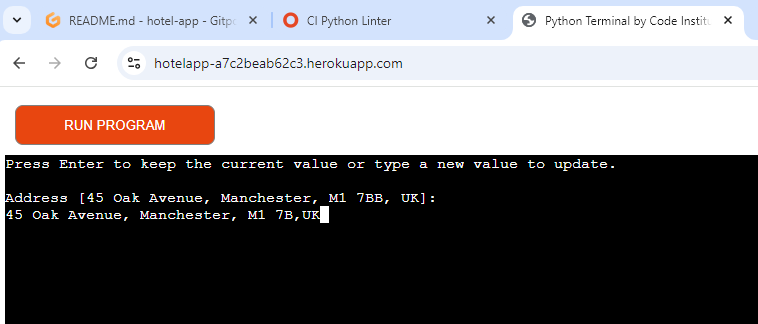 README.md - hotel-app - Gitpo
CI Python Linter
Python Terminal by Code Institu
hotelapp-a7c2beab62c3.herokuapp.com
RUN PROGRAM
Press Enter to keep the current value or type a new value to update.
Address [45 Oak Avenue, Manchester, M1 7BB, UK]:
45 Oak Avenue, Manchester, M1 7B,UK